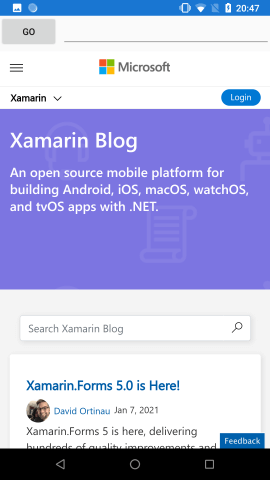 20:47
GO
Microsoft
Xamarin
Login
Xamarin Blog
An open source mobile platform for
building Android, iOS, macOS, watchOS,
and tvOS apps with .NET.
Search Xamarin Blog
Xamarin.Forms 5.0 is Here!
David Ortinau Jan 7, 2021
Xamarin.Forms 5 is here, delivering
hundreds of quality improvements and
Feedback